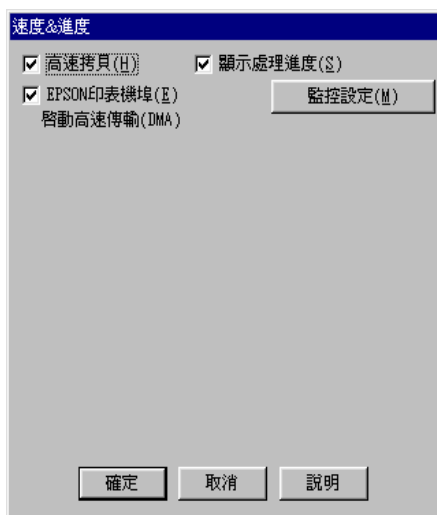 速度&進度
高速拷貝(H) 顯示處理進度(S)
EPSON印表機埠(E) 監控設定(M)
啓動高速傳輸(DMA)
確定 取消 說明